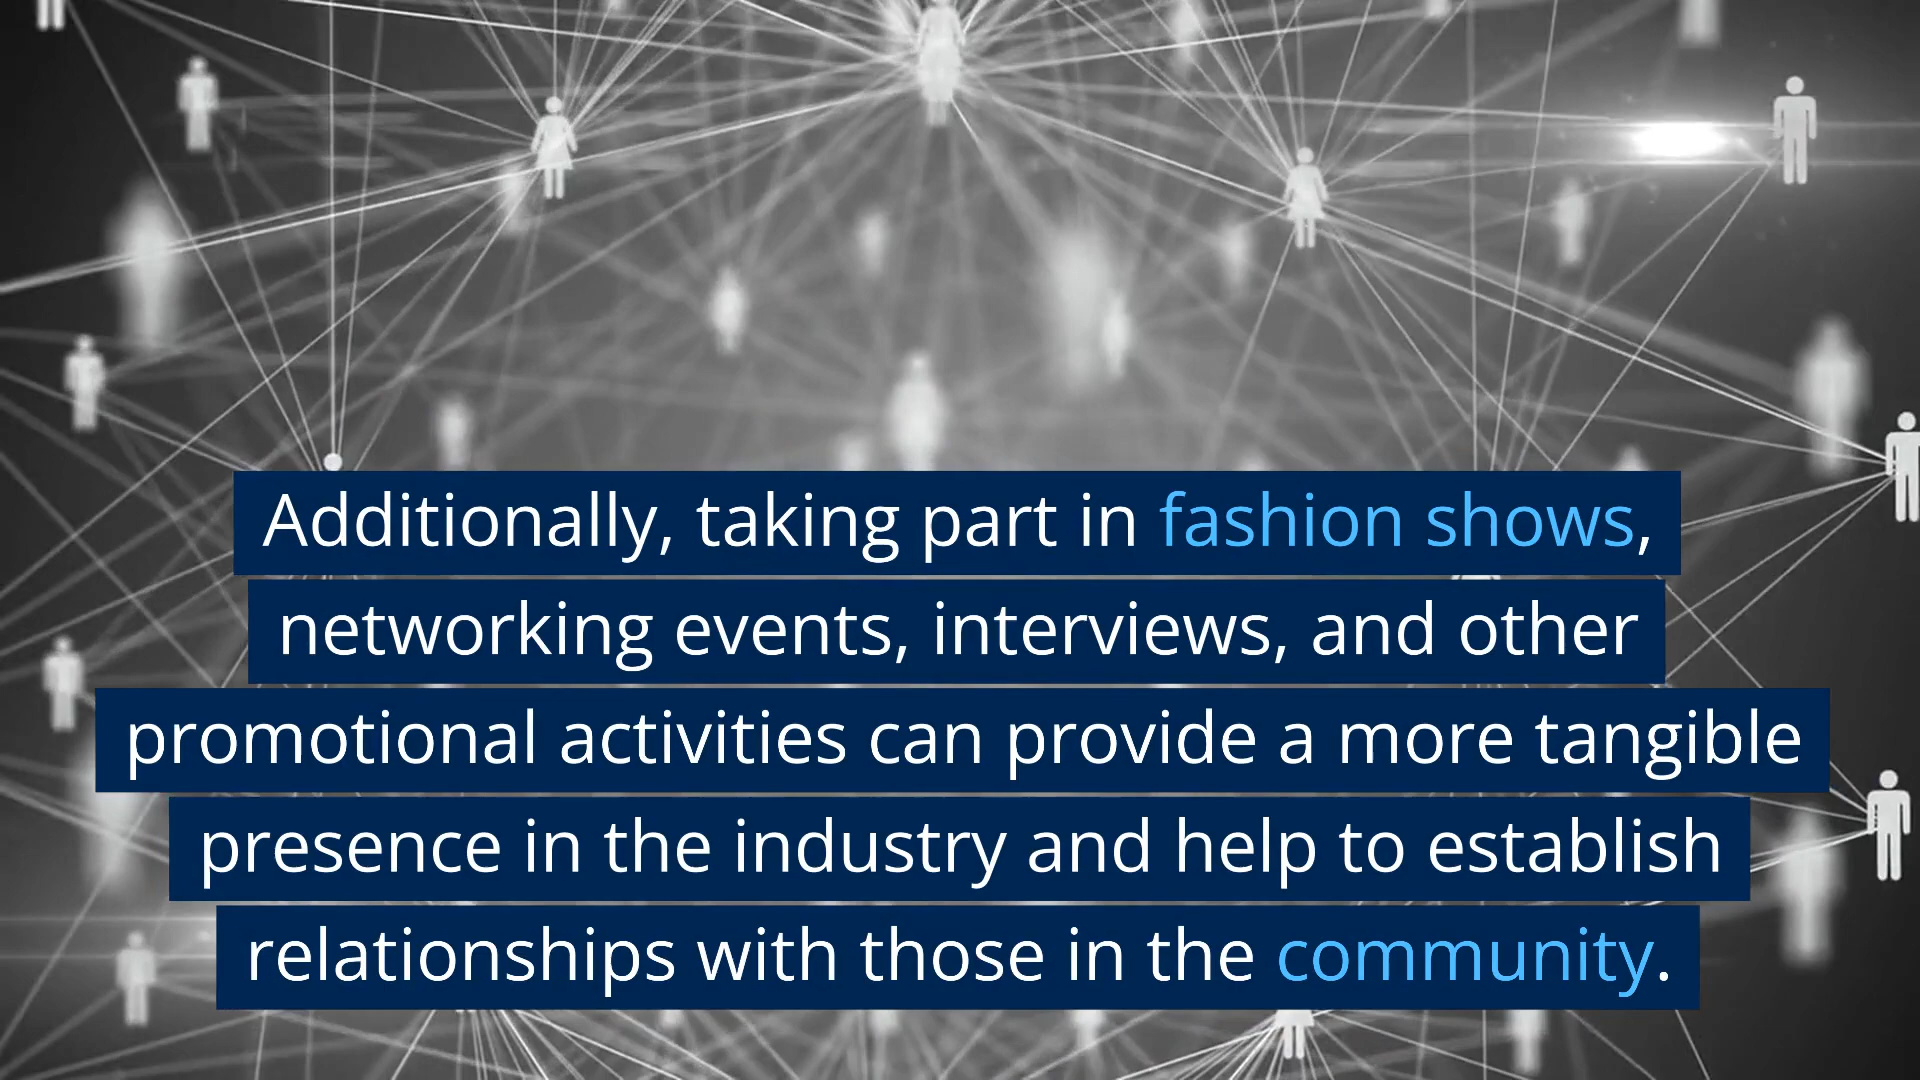 Additionally, taking part in fashion shows,
networking events, interviews, and other
promotional activities can provide a more tangible
presence in the industry and help to establish
relationships with those in the community.